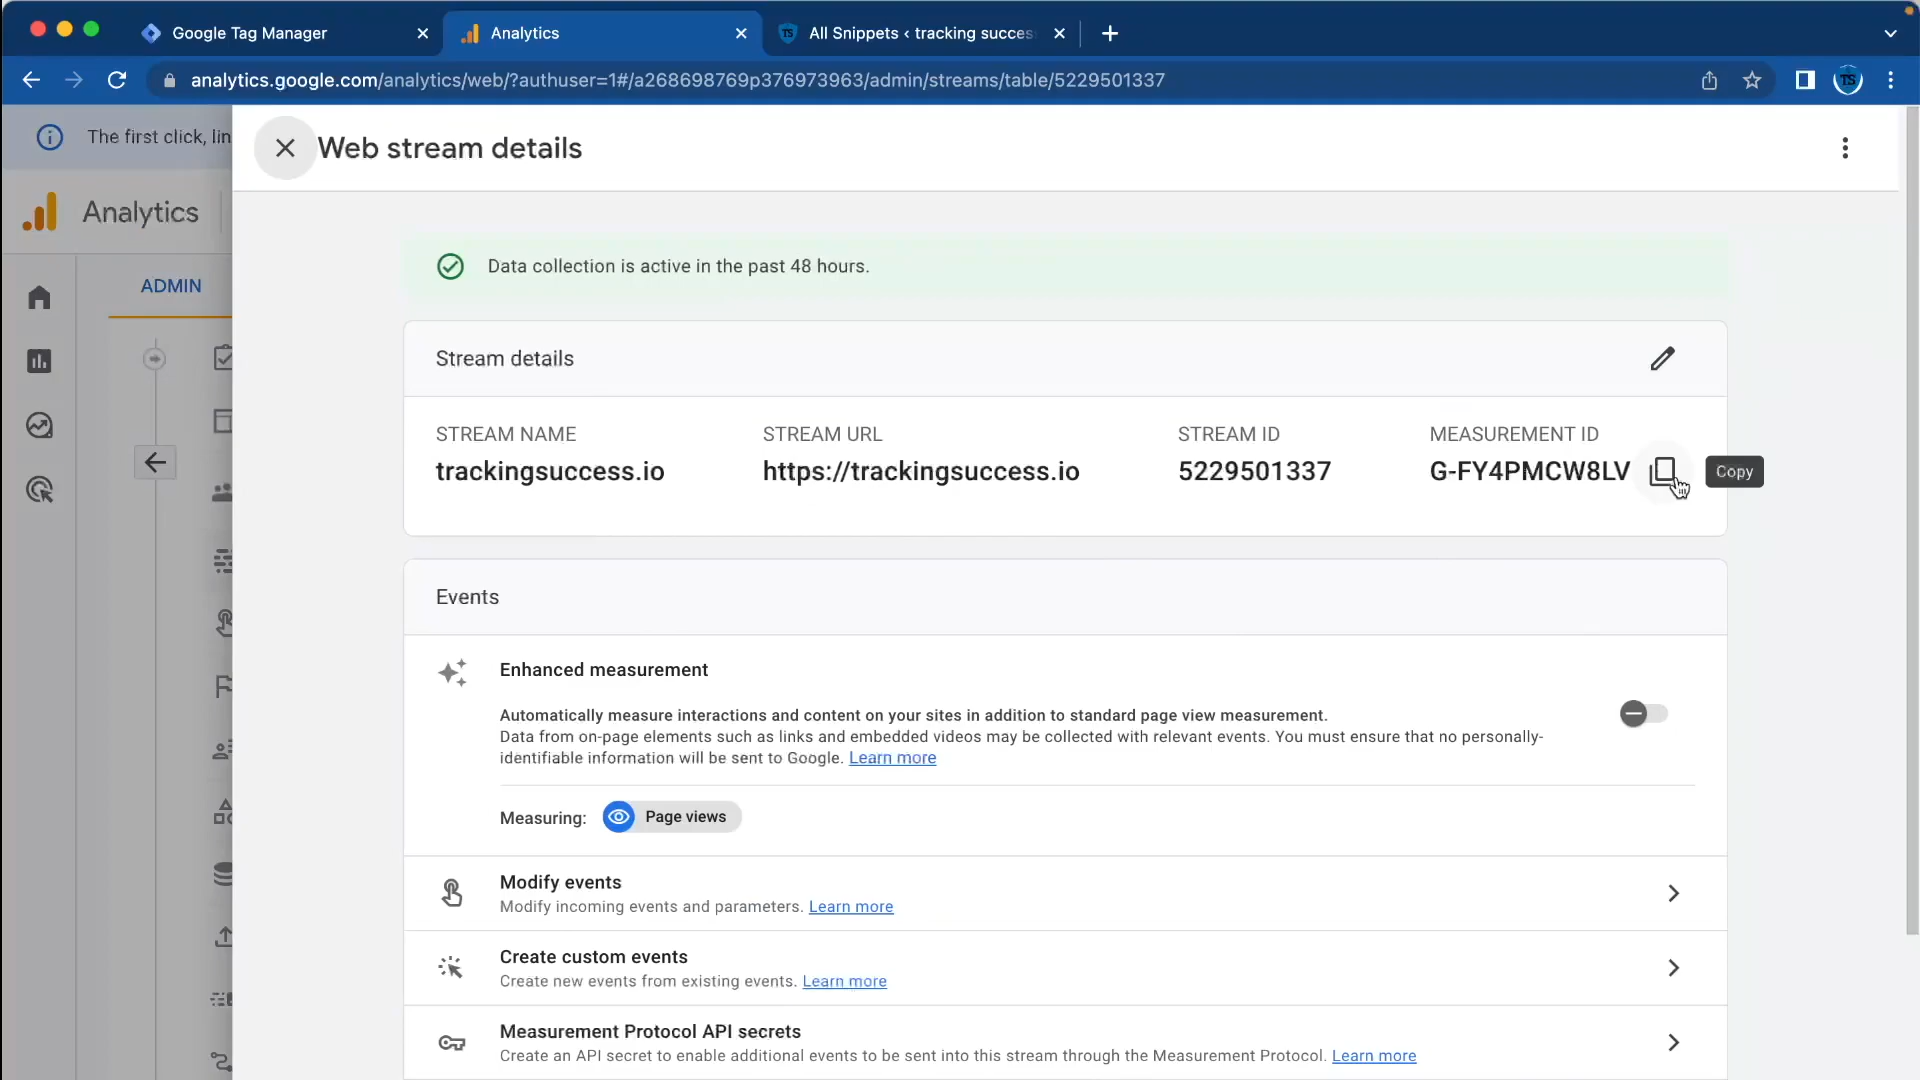 Google Tag Manager
Analytics
All Snippets ‹ tracking succes
analytics.google.com/analytics/web/?authuser=1#/a268698769p376973963/admin/streams/table/5229501337
TS
The first click, lin
Web stream details
Analytics
ADMIN
Data collection is active in the past 48 hours.
Stream details
STREAM NAME
trackingsuccess.io
STREAM URL
https://trackingsuccess.io
STREAM ID
5229501337
MEASUREMENT ID
G-FY4PMCW8LV
Copy
Events
Enhanced measurement
Automatically measure interactions and content on your sites in addition to standard page view measurement.
Data from on-page elements such as links and embedded videos may be collected with relevant events. You must ensure that no personally-
identifiable information will be sent to Google. Learn more
Measuring: Page views
Modify events
Modify incoming events and parameters. Learn more
Create custom events
Create new events from existing events. Learn more
Measurement Protocol API secrets
Create an API secret to enable additional events to be sent into this stream through the Measurement Protocol. Learn more